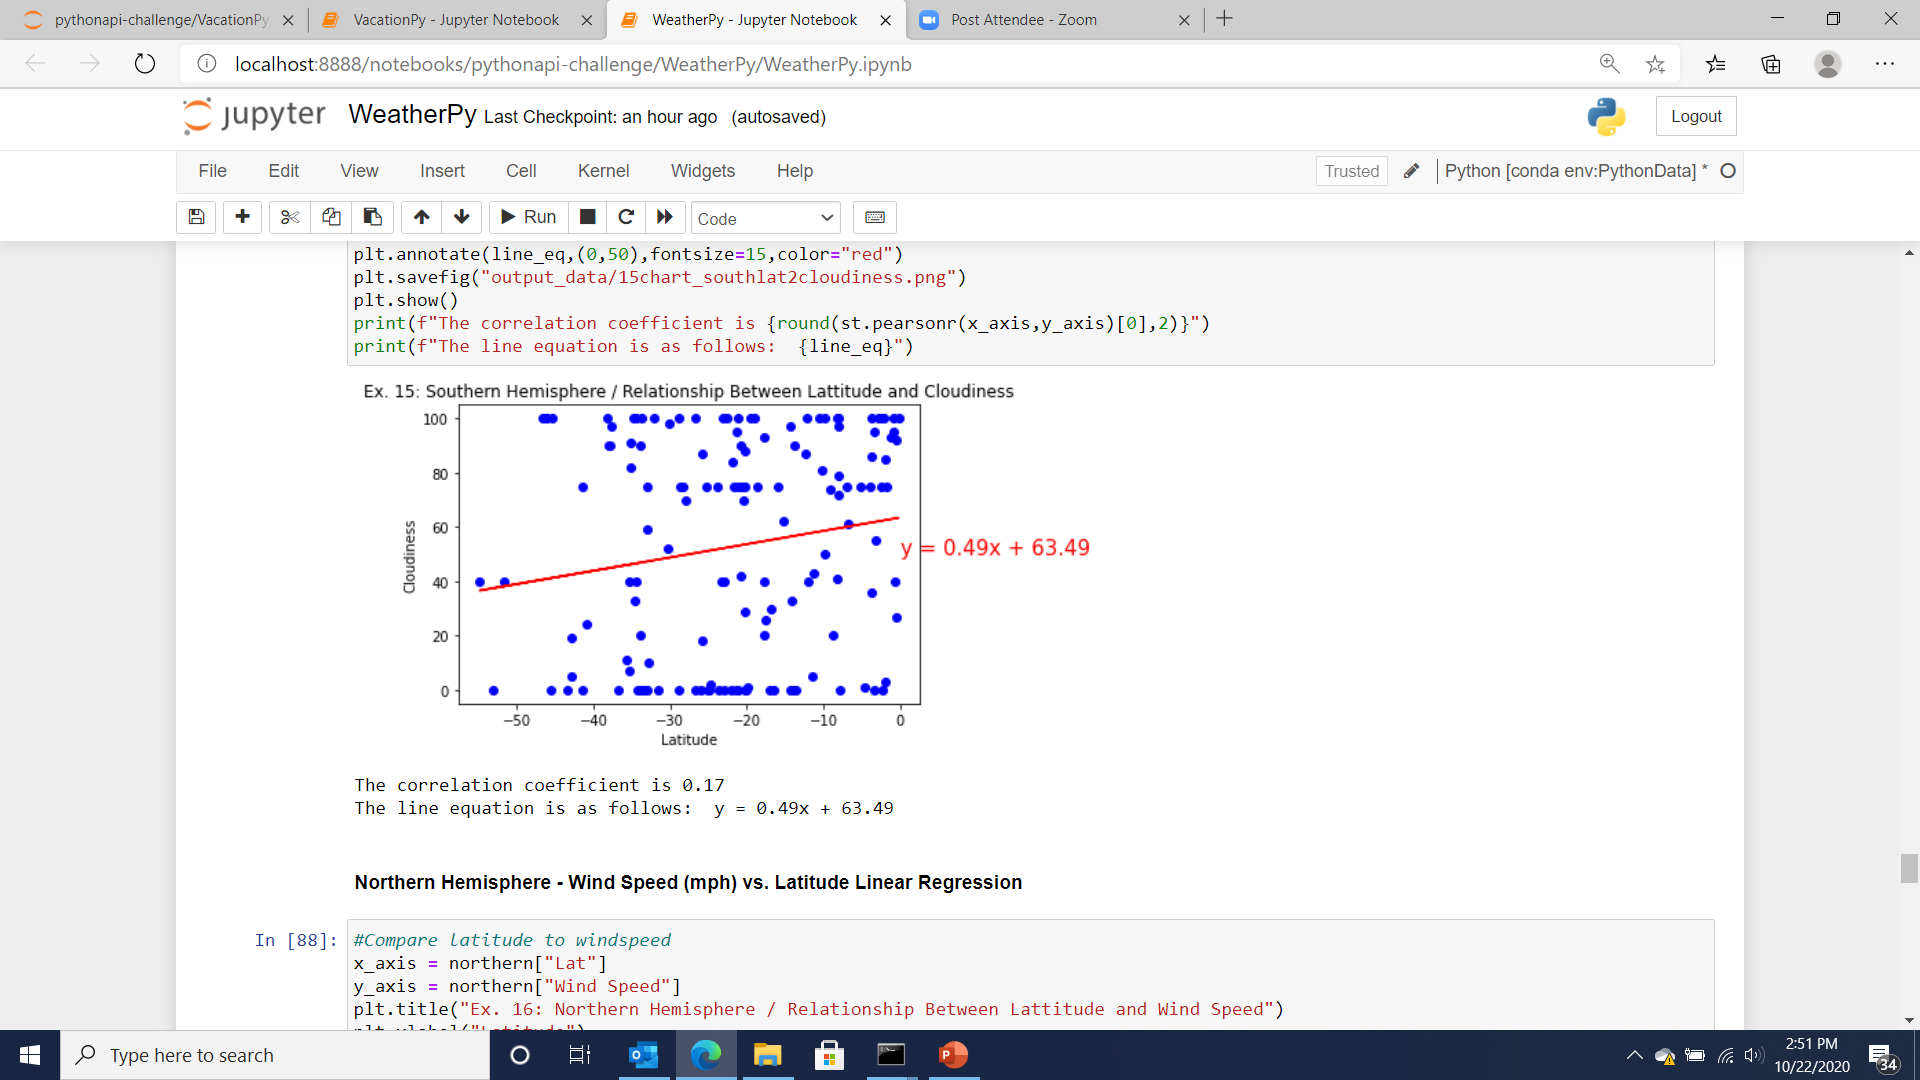 pythonapi-challenge/VacationPy
VacationPy - Jupyter Notebook
WeatherPy - Jupyter Notebook
Post Attendee - Zoom
localhost:8888/notebooks/pythonapi-challenge/WeatherPy/WeatherPy.ipynb
jupyter WeatherPy Last Checkpoint: an hour ago (autosaved)
Logout
File Edit View Insert Cell Kernel Widgets Help
Trusted Python [conda env:PythonData] *
Run Code
plt.annotate(line_eq,(0,50),fontsize=15,color="red")
plt.savefig("output_data/15chart_southlat2cloudiness.png")
plt.show()
print(f"The correlation coefficient is {round(st.pearsonr(x_axis,y_axis)[0],2)}")
print(f"The line equation is as follows:  {line_eq}")
Ex. 15: Southern Hemisphere / Relationship Between Lattitude and Cloudiness
100
80
60
40
20
0
Cloudiness
y = 0.49x + 63.49
−50 −40 −30 −20 −10 0
Latitude
The correlation coefficient is 0.17
The line equation is as follows:  y = 0.49x + 63.49
Northern Hemisphere - Wind Speed (mph) vs. Latitude Linear Regression
In [88]:
#Compare latitude to windspeed
x_axis = northern["Lat"]
y_axis = northern["Wind Speed"]
plt.title("Ex. 16: Northern Hemisphere / Relationship Between Lattitude and Wind Speed")
Type here to search
2:51 PM
10/22/2020
34